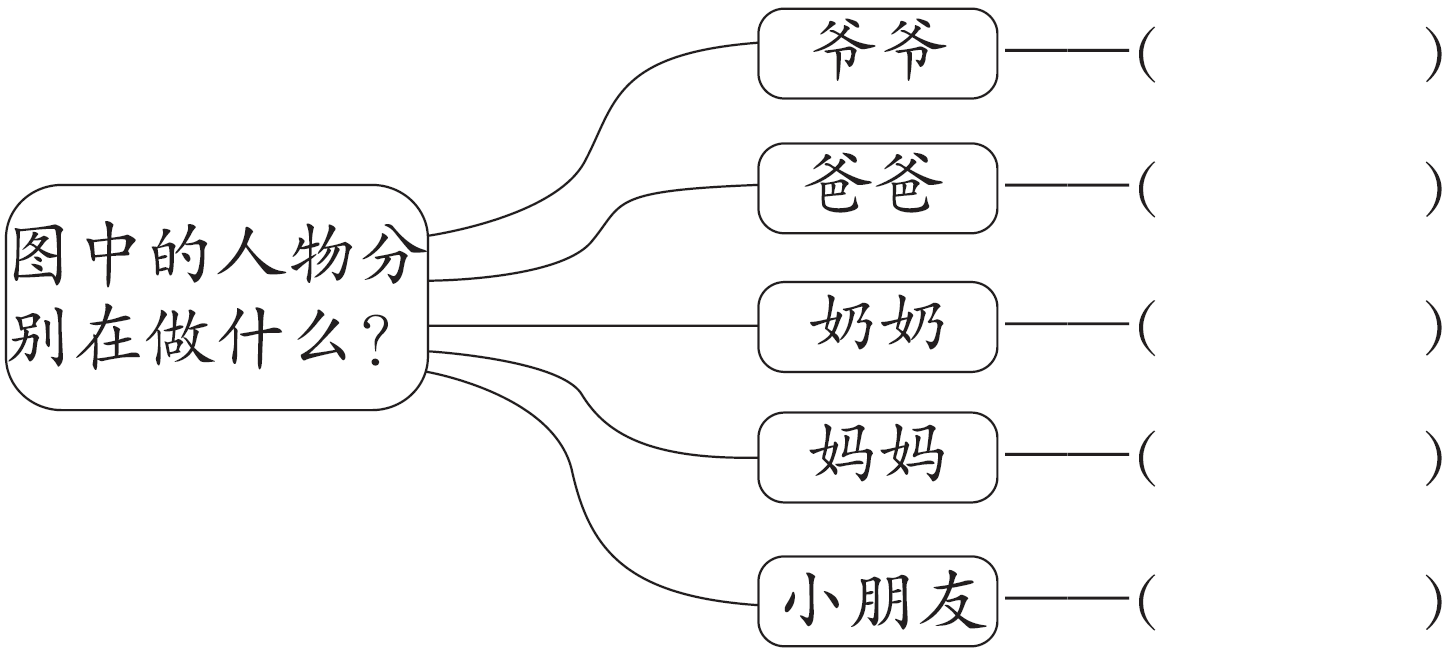 图中的人物分
别在做什么？
爷爷——(    )
爸爸——(    )
奶奶——(    )
妈妈——(    )
小朋友——(    )